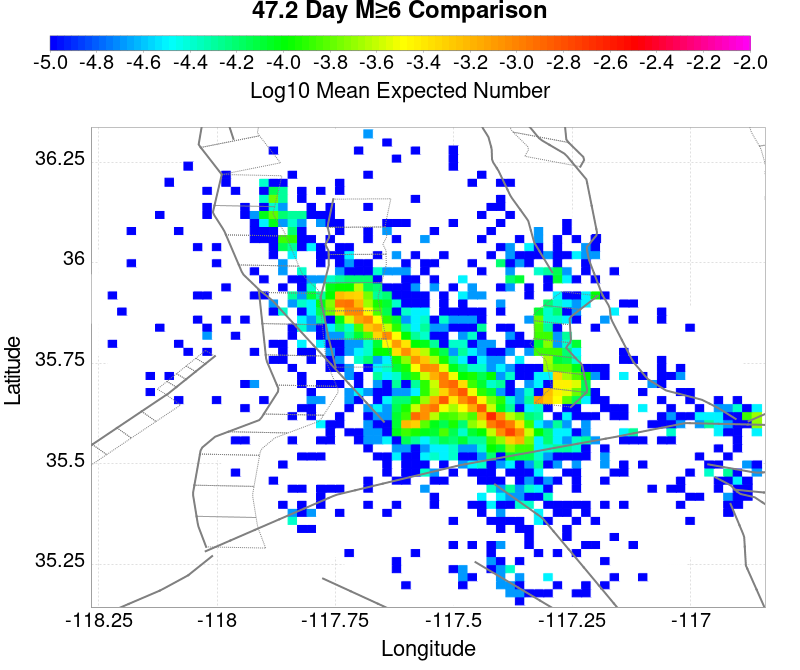 47.2 Day M≥6 Comparison
-5.0 -4.8 -4.6 -4.4 -4.2 -4.0 -3.8 -3.6 -3.4 -3.2 -3.0 -2.8 -2.6 -2.4 -2.2 -2.0
Log10 Mean Expected Number
36.25
36
35.75
35.5
35.25
Latitude
-118.25 -118 -117.75 -117.5 -117.25 -117
Longitude